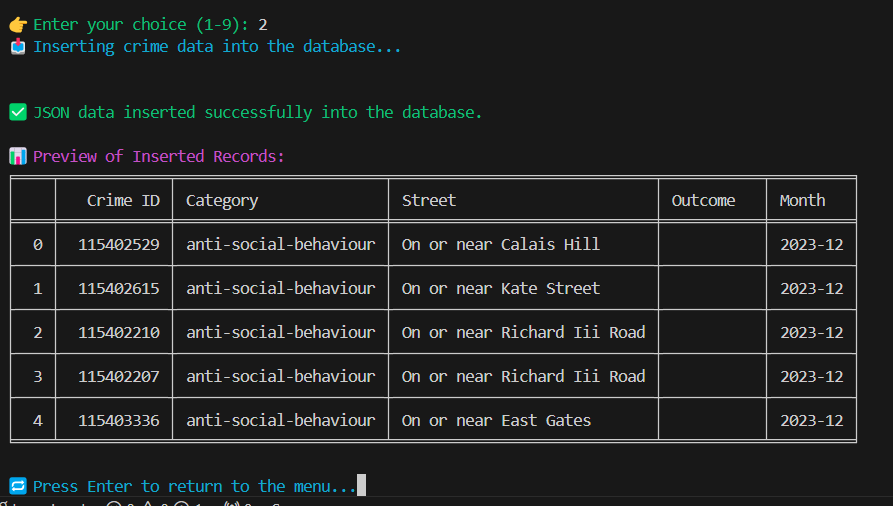 👉 Enter your choice (1-9): 2
📥 Inserting crime data into the database...
✅ JSON data inserted successfully into the database.
📊 Preview of Inserted Records:
Crime ID Category Street Outcome Month
0 115402529 anti-social-behaviour On or near Calais Hill 2023-12
1 115402615 anti-social-behaviour On or near Kate Street 2023-12
2 115402210 anti-social-behaviour On or near Richard Iii Road 2023-12
3 115402207 anti-social-behaviour On or near Richard Iii Road 2023-12
4 115403336 anti-social-behaviour On or near East Gates 2023-12
🔁 Press Enter to return to the menu...